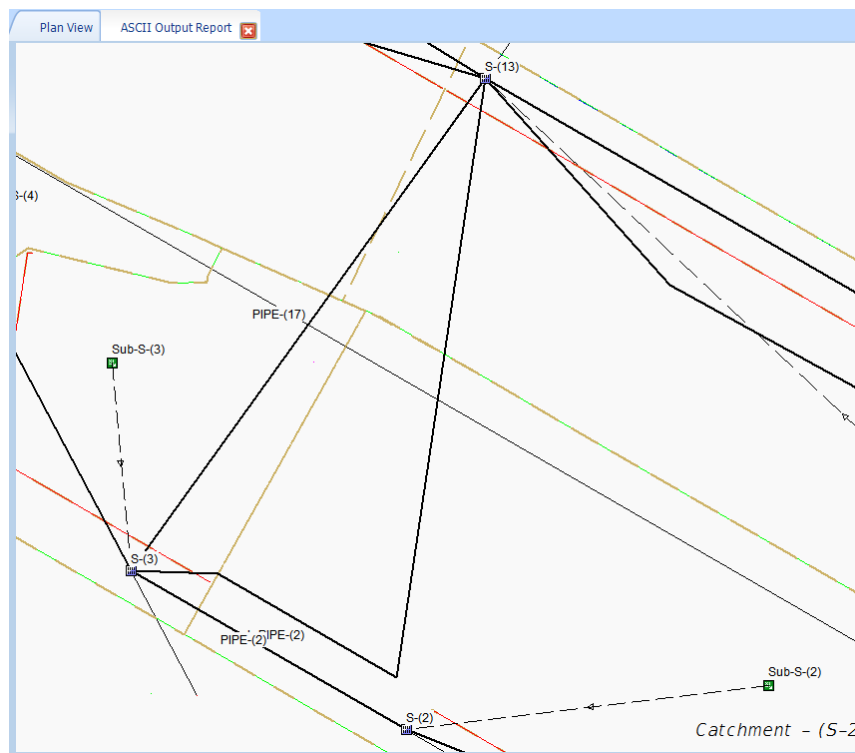 Plan View
ASCII Output Report
S-(13)
S-(4)
PIPE-(17)
Sub-S-(3)
S-(3)
PIPE-(2)
PIPE-(2)
Sub-S-(2)
S-(2)
Catchment - (S-2